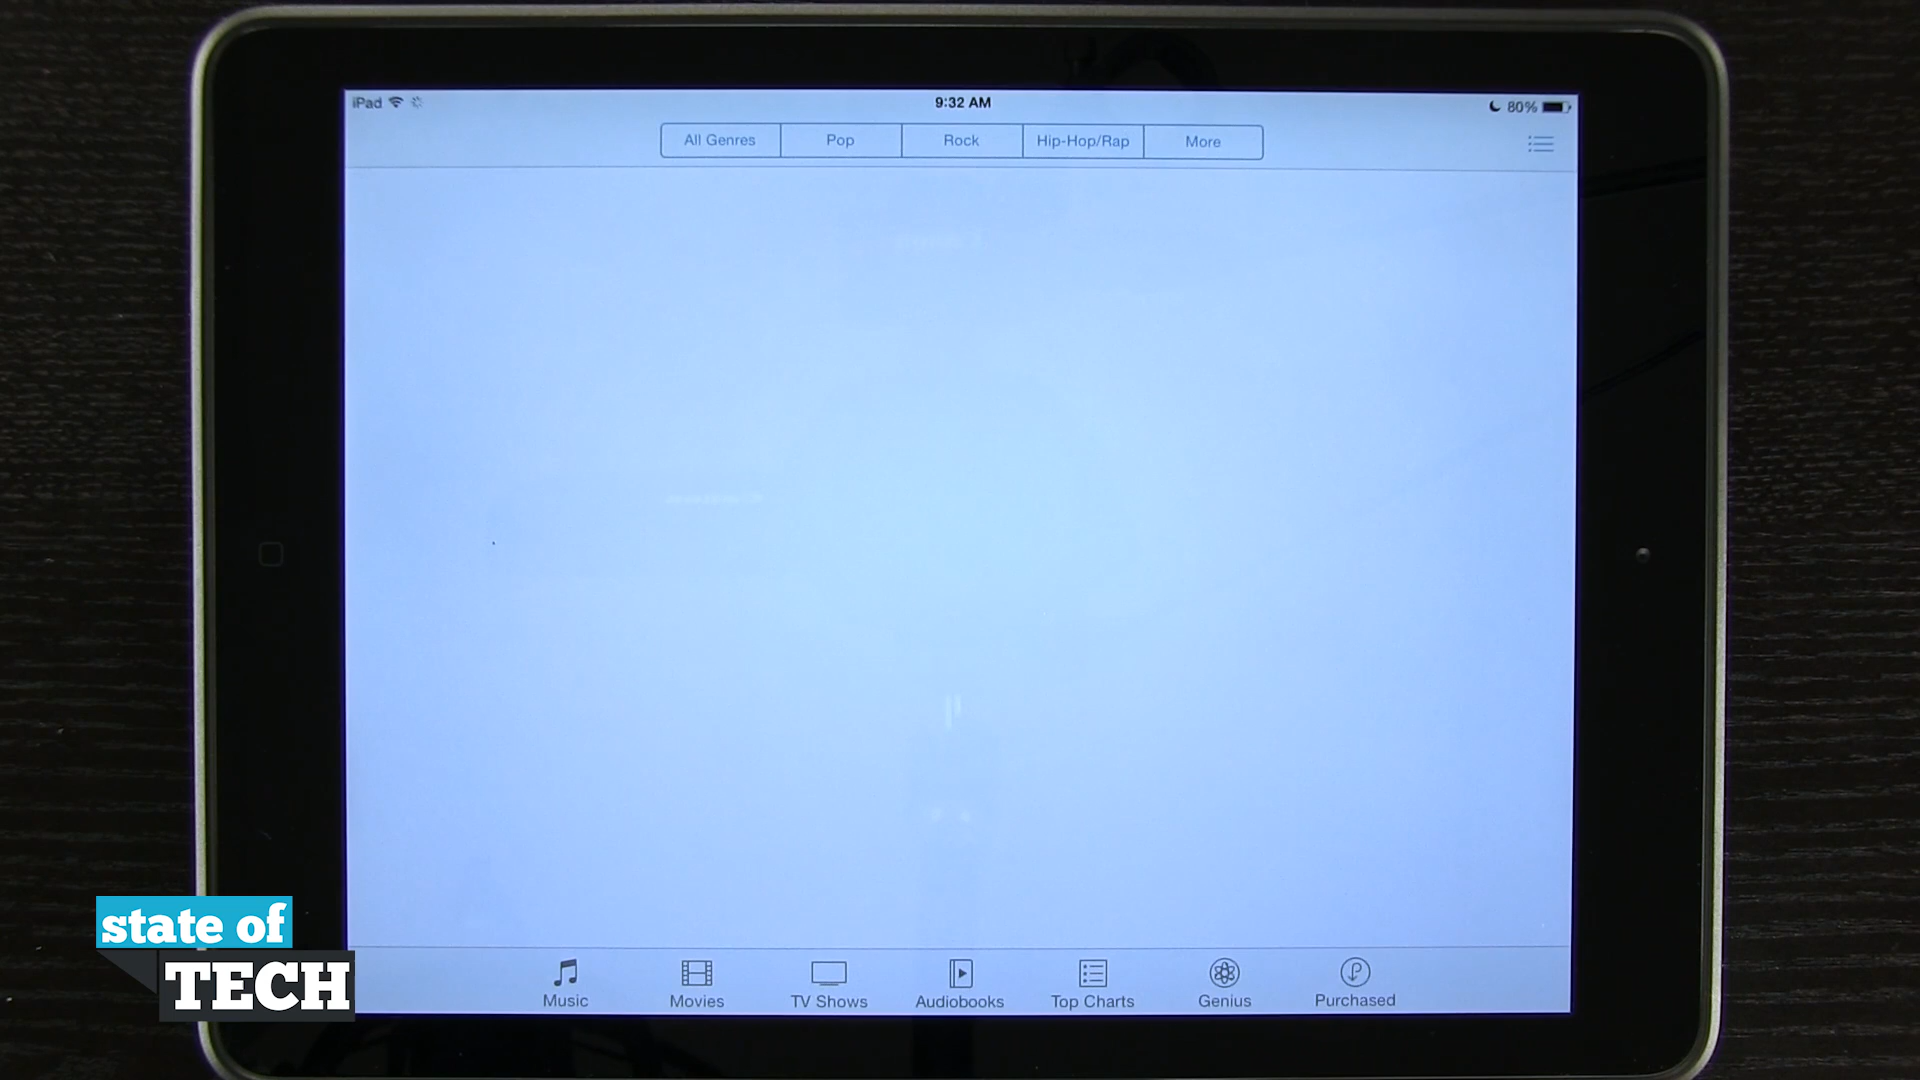 iPad
9:32 AM
80%
All Genres
Pop
Rock
Hip-Hop/Rap
More
Music
Movies
TV Shows
Audiobooks
Top Charts
Genius
Purchased
state of
TECH